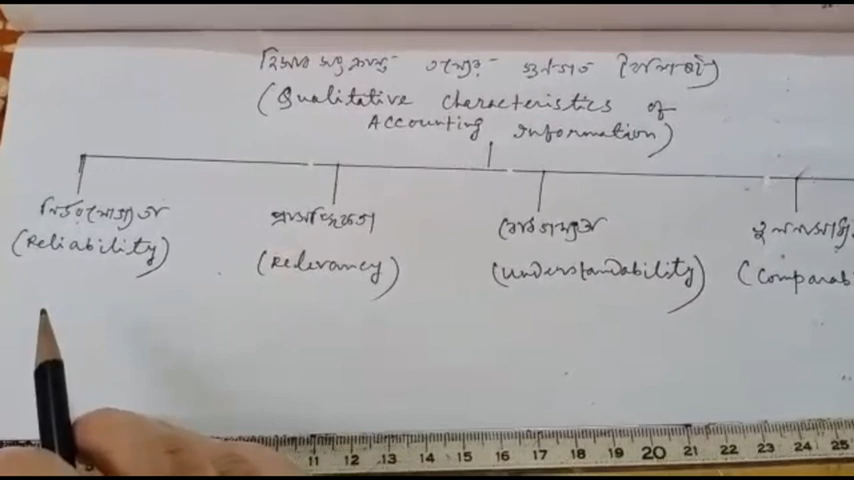 হিসাব সংক্রান্ত তথ্যের গুণগত বৈশিষ্ট্য
(Qualitative Characteristics of
Accounting Information)
নির্ভরযোগ্যতা প্রাসঙ্গিকতা বোধগম্যতা তুলনাযোগ্য
(Reliability) (Relevancy) (Understandability) (Comparab
11 12 13 14 15 16 17 18 19 20 21 22 23 24 25